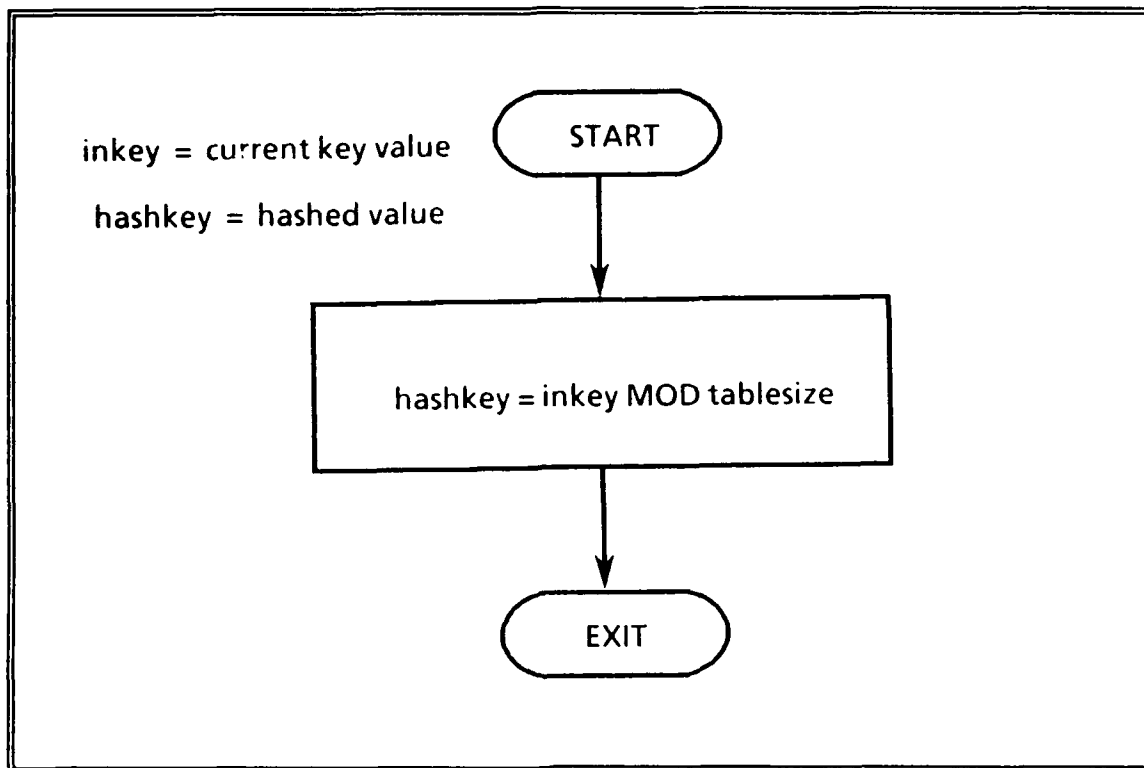 START
inkey = current key value
hashkey = hashed value
hashkey = inkey MOD tablesize
EXIT